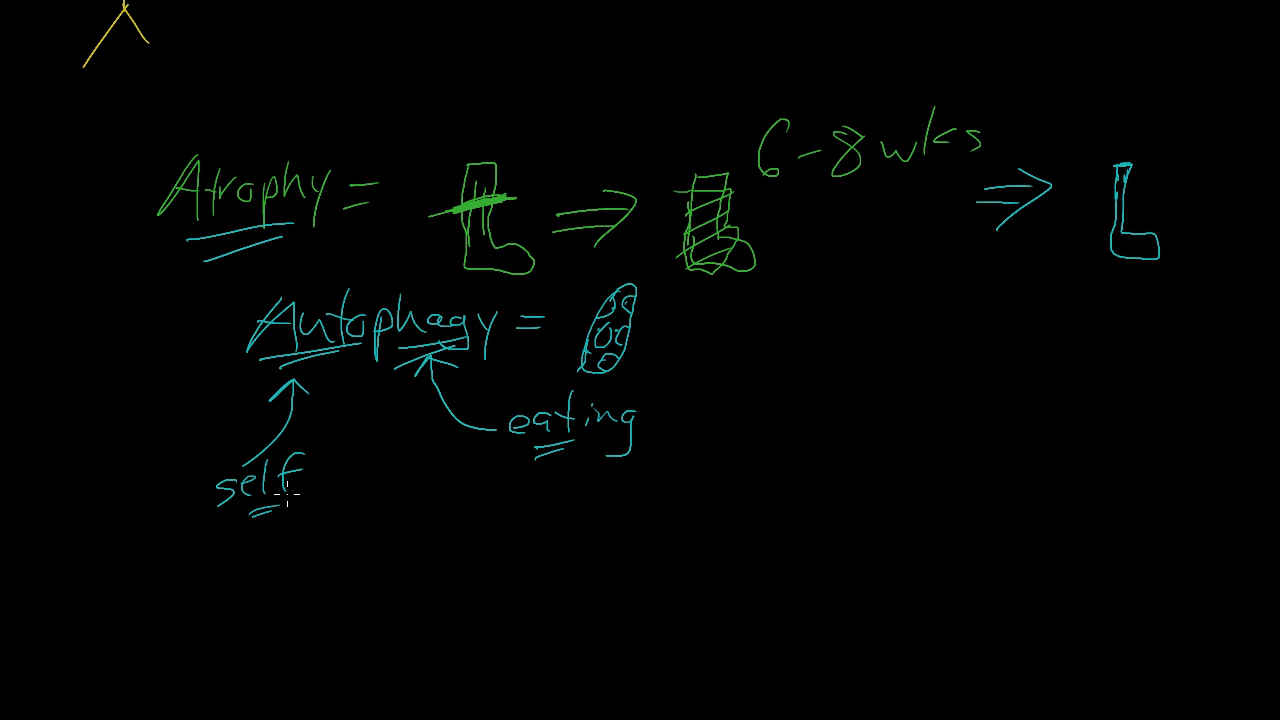 6-8 wks
Atrophy =
Autophagy =
eating
self